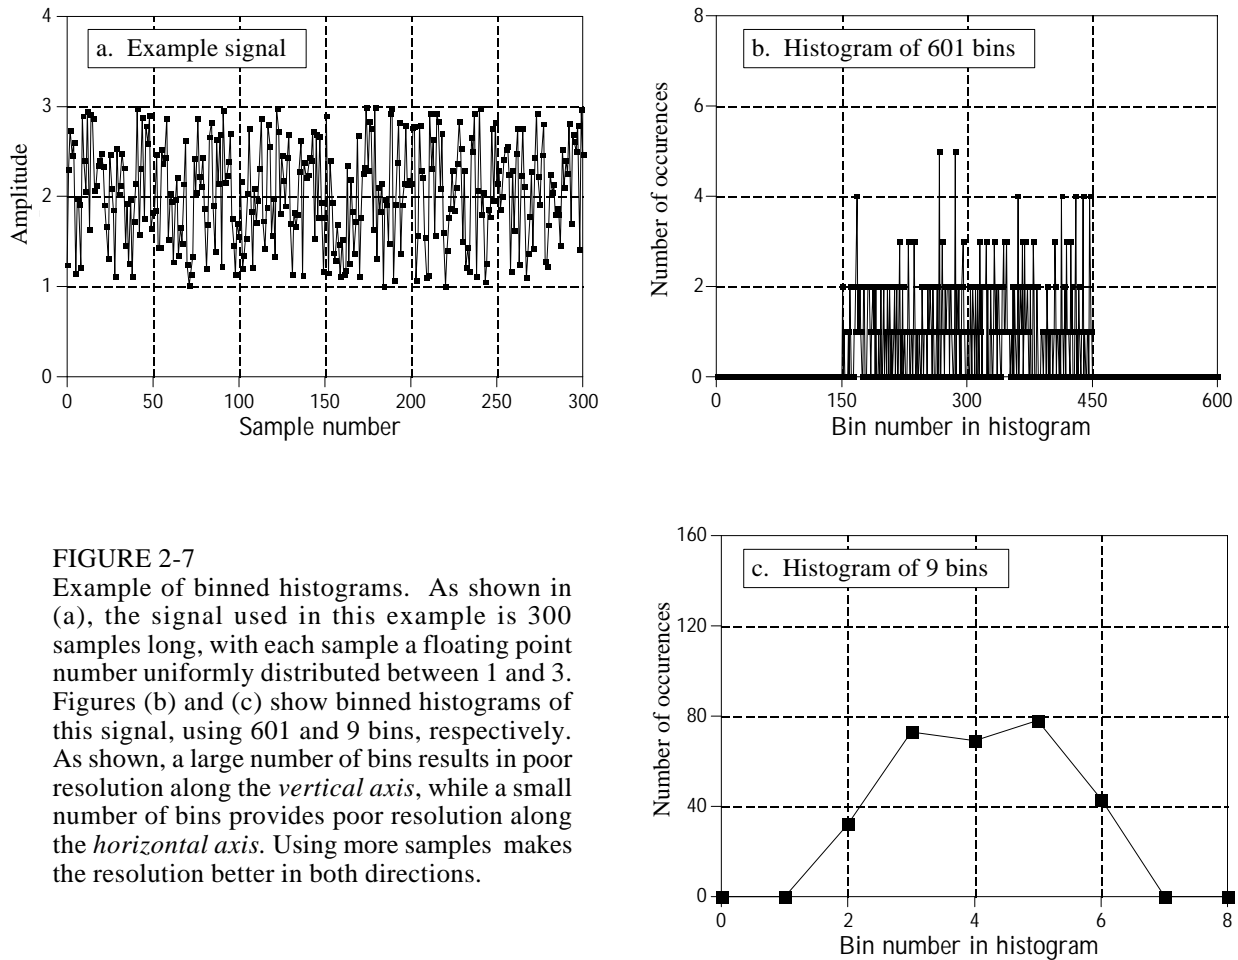 4
3
2
1
0
Amplitude
a. Example signal
0 50 100 150 200 250 300
Sample number
8
6
4
2
0
Number of occurences
b. Histogram of 601 bins
0 150 300 450 600
Bin number in histogram
FIGURE 2-7
Example of binned histograms. As shown in
(a), the signal used in this example is 300
samples long, with each sample a floating point
number uniformly distributed between 1 and 3.
Figures (b) and (c) show binned histograms of
this signal, using 601 and 9 bins, respectively.
As shown, a large number of bins results in poor
resolution along the vertical axis, while a small
number of bins provides poor resolution along
the horizontal axis. Using more samples makes
the resolution better in both directions.
160
120
80
40
0
Number of occurences
c. Histogram of 9 bins
0 2 4 6 8
Bin number in histogram